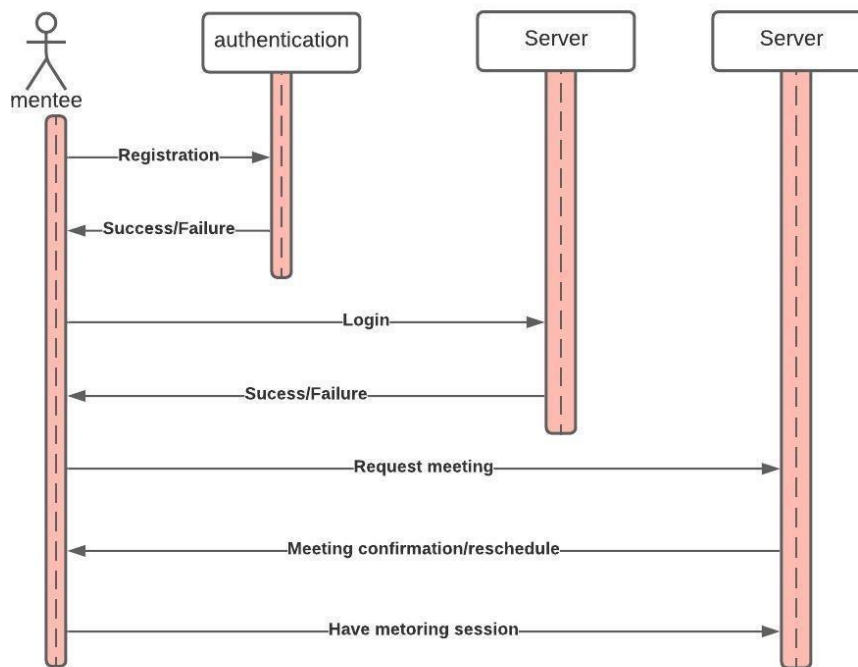 authentication
Server
Server
mentee
Registration
Success/Failure
Login
Sucess/Failure
Request meeting
Meeting confirmation/reschedule
Have metoring session